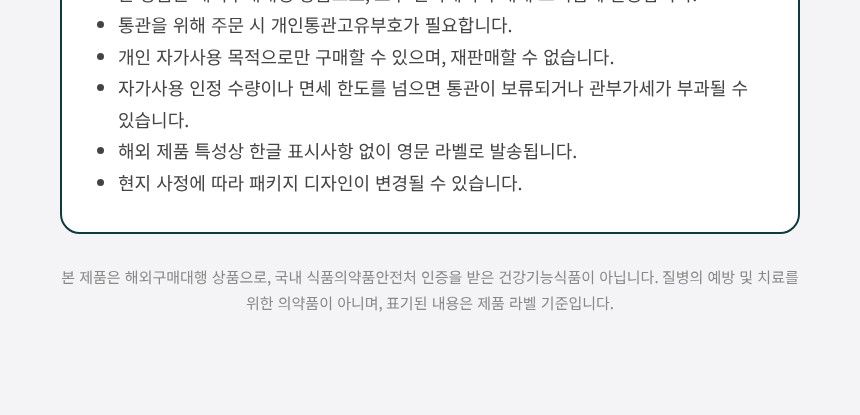 통관을 위해 주문 시 개인통관고유부호가 필요합니다.
개인 자가사용 목적으로만 구매할 수 있으며, 재판매할 수 없습니다.
자가사용 인정 수량이나 면세 한도를 넘으면 통관이 보류되거나 관부가세가 부과될 수
있습니다.
해외 제품 특성상 한글 표시사항 없이 영문 라벨로 발송됩니다.
현지 사정에 따라 패키지 디자인이 변경될 수 있습니다.
본 제품은 해외구매대행 상품으로, 국내 식품의약품안전처 인증을 받은 건강기능식품이 아닙니다. 질병의 예방 및 치료를
위한 의약품이 아니며, 표기된 내용은 제품 라벨 기준입니다.